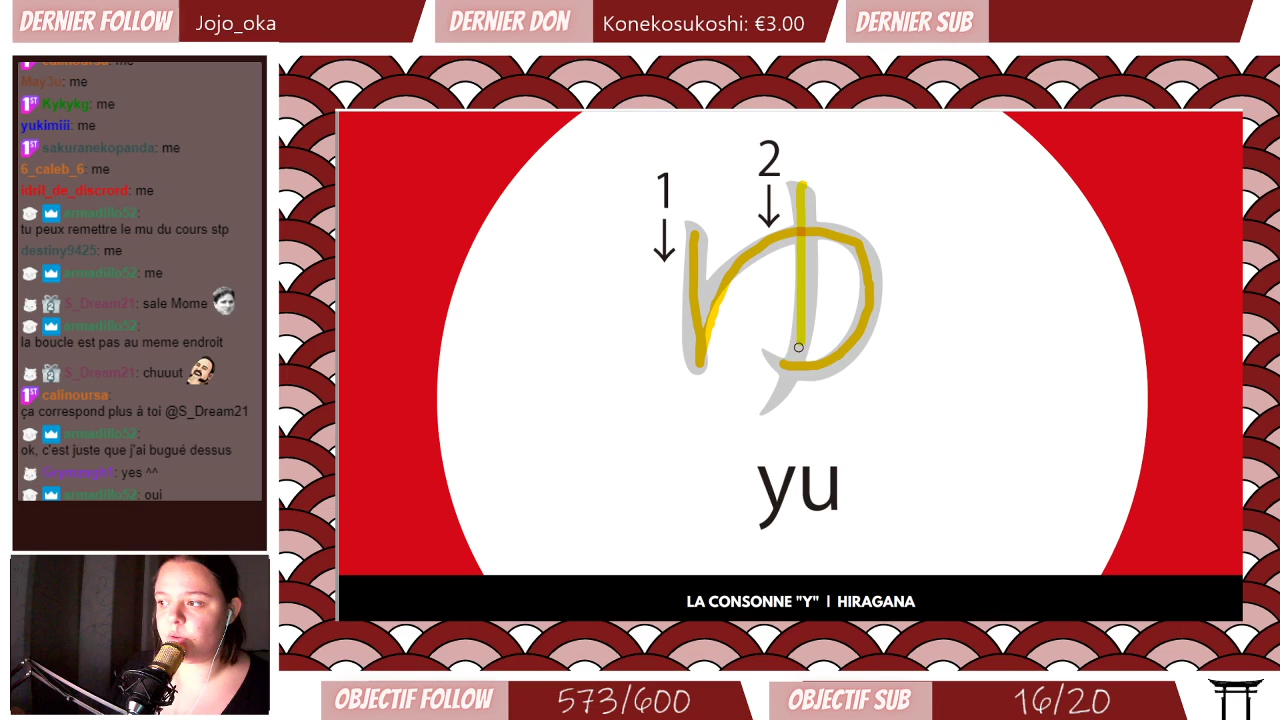 DERNIER FOLLOW Jojo_oka DERNIER DON Konekosukoshi: €3.00 DERNIER SUB
May3u: me
Kykykg: me
yukimiii: me
sakuranekopanda: me
6_caleb_6: me
idril_de_discrord: me
armadillo52:
tu peux remettre le mu du cours stp
destiny9425: me
armadillo52: me
S_Dream21: sale Mome
armadillo52:
la boucle est pas au meme endroit
S_Dream21: chuuut
calinoursa:
ça correspond plus à toi @S_Dream21
armadillo52:
ok, c'est juste que j'ai bugué dessus
yes ^^
armadillo52: oui
1 2
ゆ
yu
LA CONSONNE "Y" | HIRAGANA
OBJECTIF FOLLOW 573/600 OBJECTIF SUB 16/20